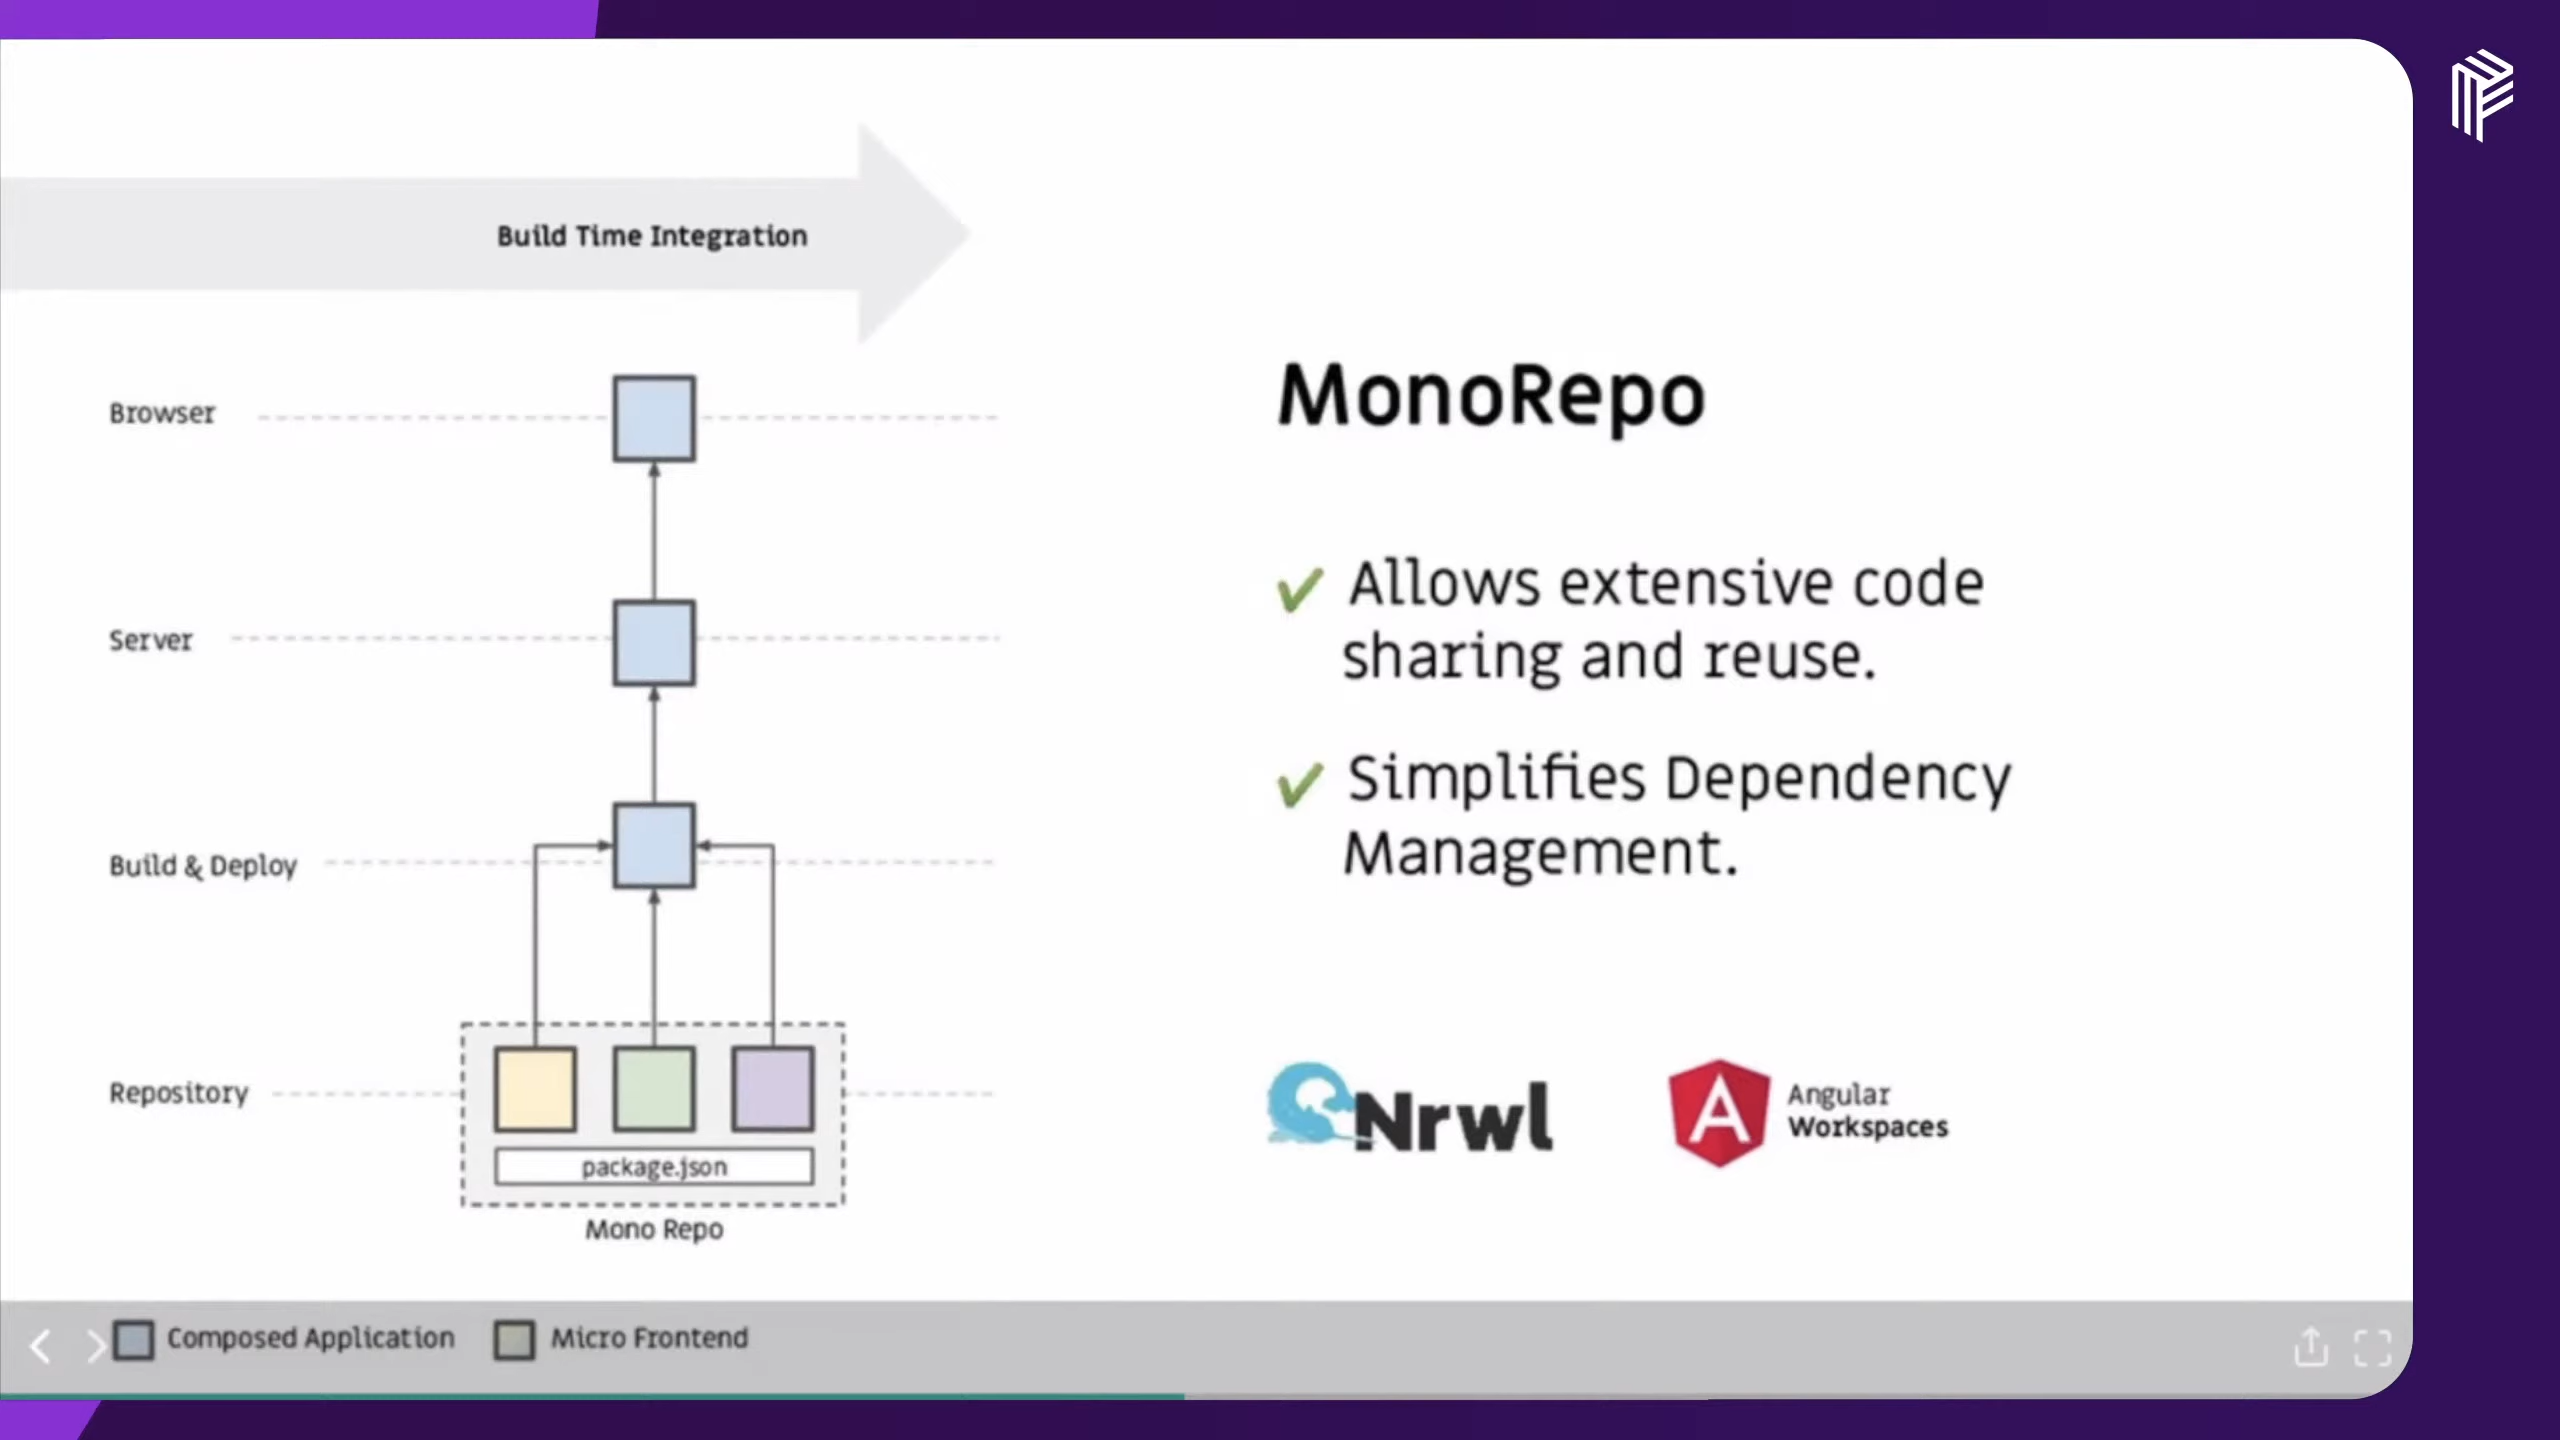 Build Time Integration
Browser
Server
Build & Deploy
Repository
package.json
Mono Repo
MonoRepo
✔ Allows extensive code
sharing and reuse.
✔ Simplifies Dependency
Management.
Nrwl
Angular
Workspaces
Composed Application
Micro Frontend